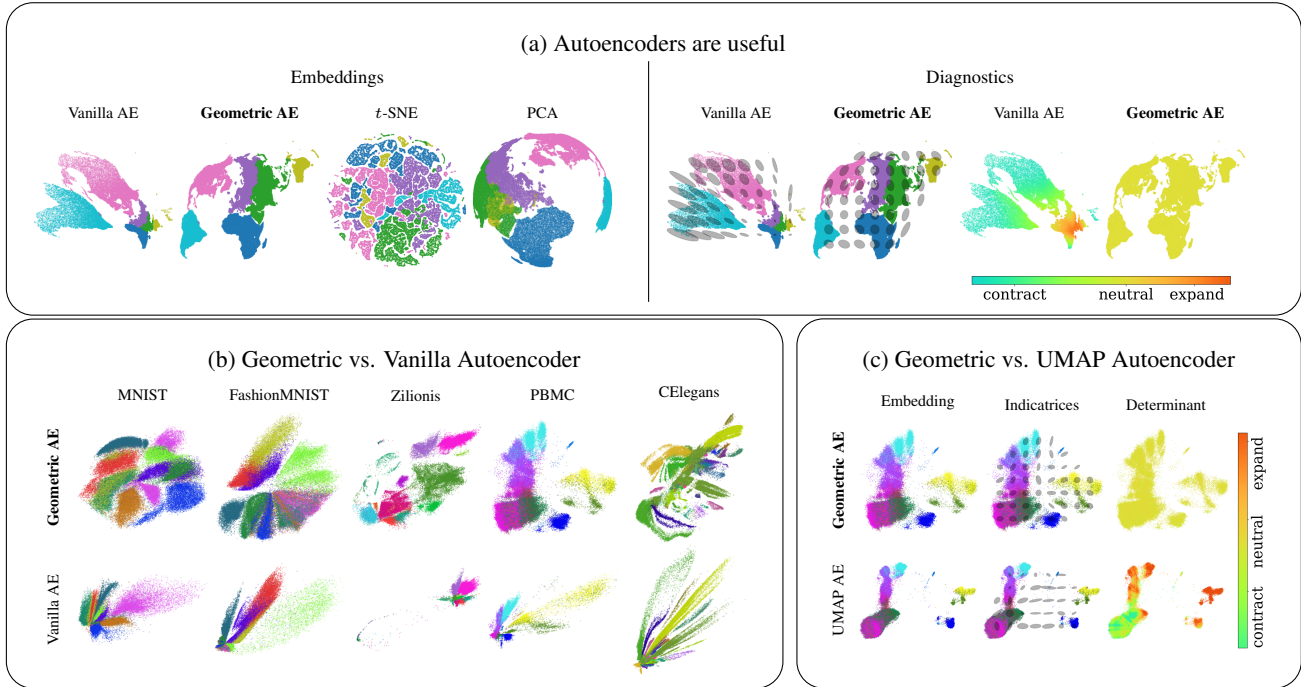 (a) Autoencoders are useful
Embeddings
Diagnostics
Vanilla AE
Geometric AE
t-SNE
PCA
Vanilla AE
Geometric AE
Vanilla AE
Geometric AE
contract
neutral
expand
(b) Geometric vs. Vanilla Autoencoder
MNIST
FashionMNIST
Zilionis
PBMC
CElegans
Geometric AE
Vanilla AE
(c) Geometric vs. UMAP Autoencoder
Embedding
Indicatrices
Determinant
Geometric AE
UMAP AE
expand
neutral
contract